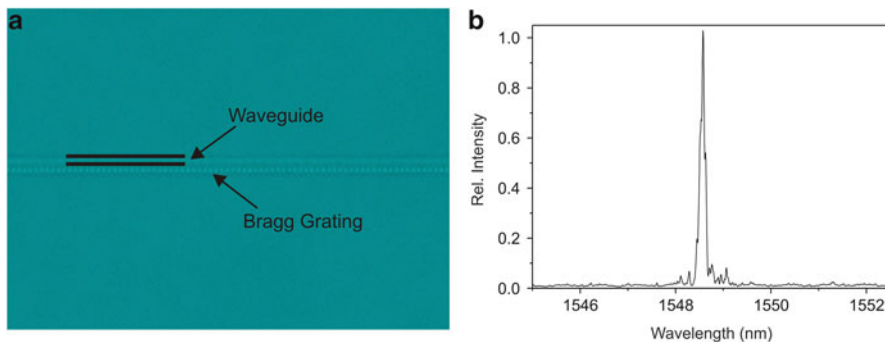 a
Waveguide
Bragg Grating
b
Rel. Intensity
1.0
0.8
0.6
0.4
0.2
0.0
1546 1548 1550 1552
Wavelength (nm)